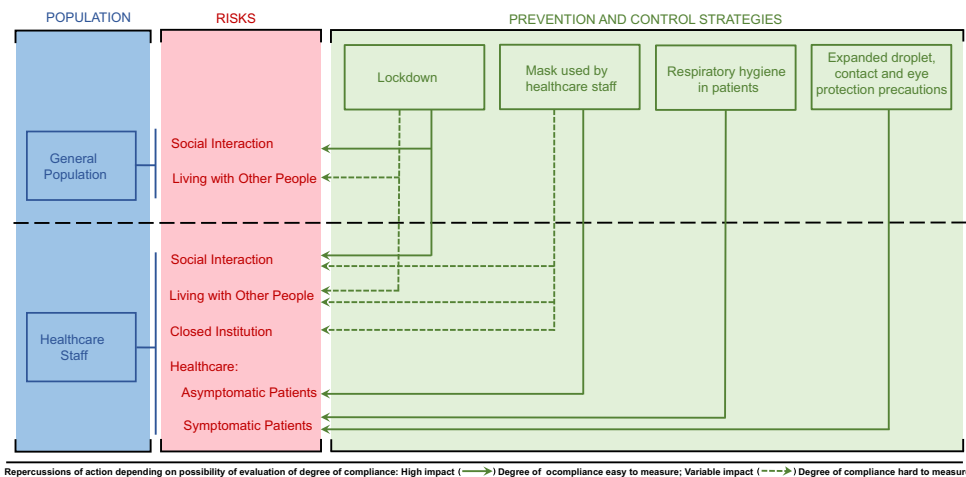 POPULATION
RISKS
PREVENTION AND CONTROL STRATEGIES
Lockdown
Mask used by
healthcare staff
Respiratory hygiene
in patients
Expanded droplet,
contact and eye
protection precautions
General
Population
Social Interaction
Living with Other People
Healthcare
Staff
Social Interaction
Living with Other People
Closed Institution
Healthcare:
Asymptomatic Patients
Symptomatic Patients
Repercussions of action depending on possibility of evaluation of degree of compliance: High impact ( ) Degree of ocompliance easy to measure; Variable impact ( ) Degree of compliance hard to measur